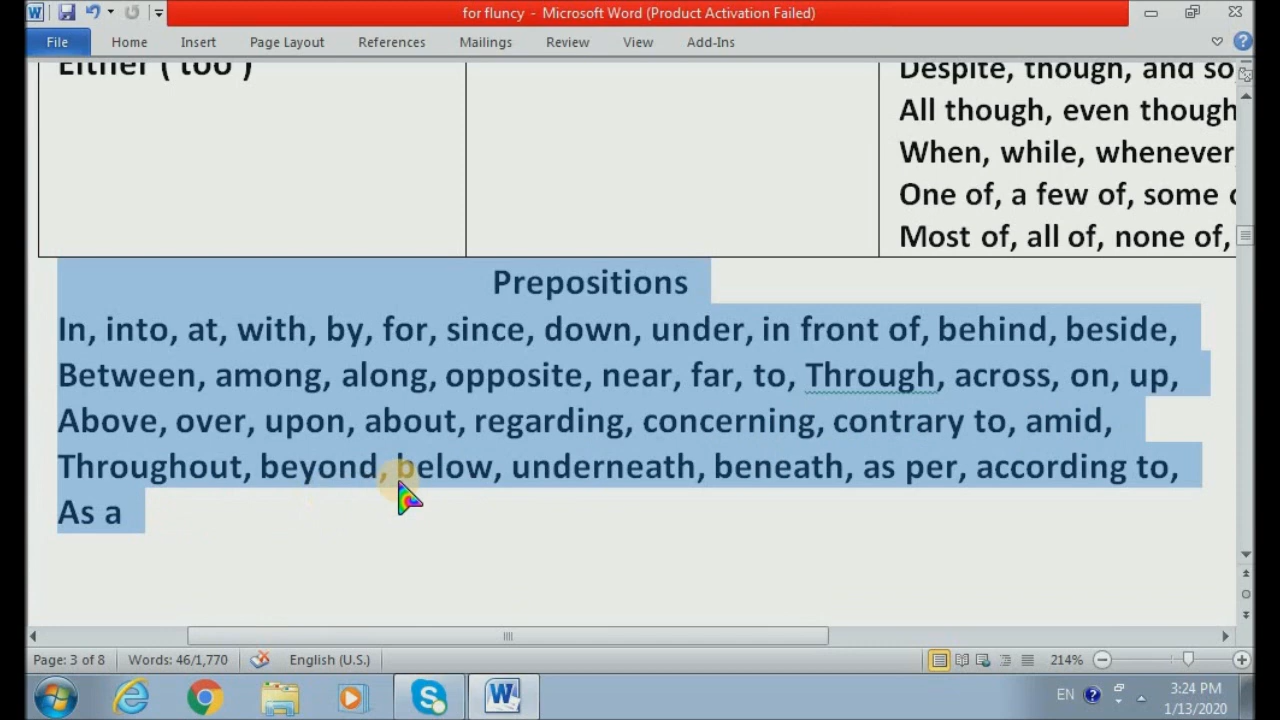 for fluncy - Microsoft Word (Product Activation Failed)
File Home Insert Page Layout References Mailings Review View Add-Ins
Either ( too )
Despite, though, and so
All though, even though
When, while, whenever,
One of, a few of, some
Most of, all of, none of,
Prepositions
In, into, at, with, by, for, since, down, under, in front of, behind, beside,
Between, among, along, opposite, near, far, to, Through, across, on, up,
Above, over, upon, about, regarding, concerning, contrary to, amid,
Throughout, beyond, below, underneath, beneath, as per, according to,
As a
Page: 3 of 8 Words: 46/1,770 English (U.S.) 214%
EN 3:24 PM
1/13/2020